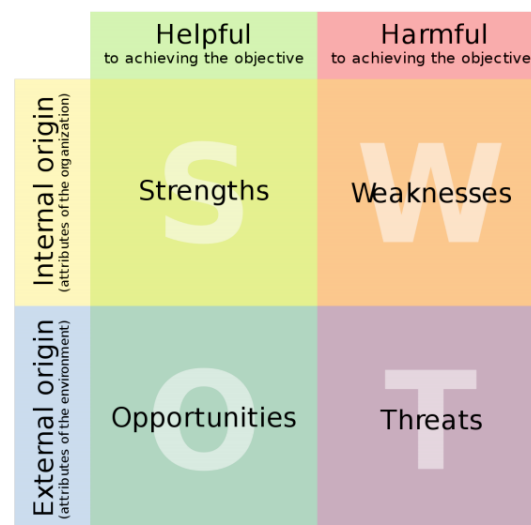 Helpful
to achieving the objective
Harmful
to achieving the objective
Internal origin
(attributes of the organization)
S
Strengths
W
Weaknesses
External origin
(attributes of the environment)
O
Opportunities
T
Threats